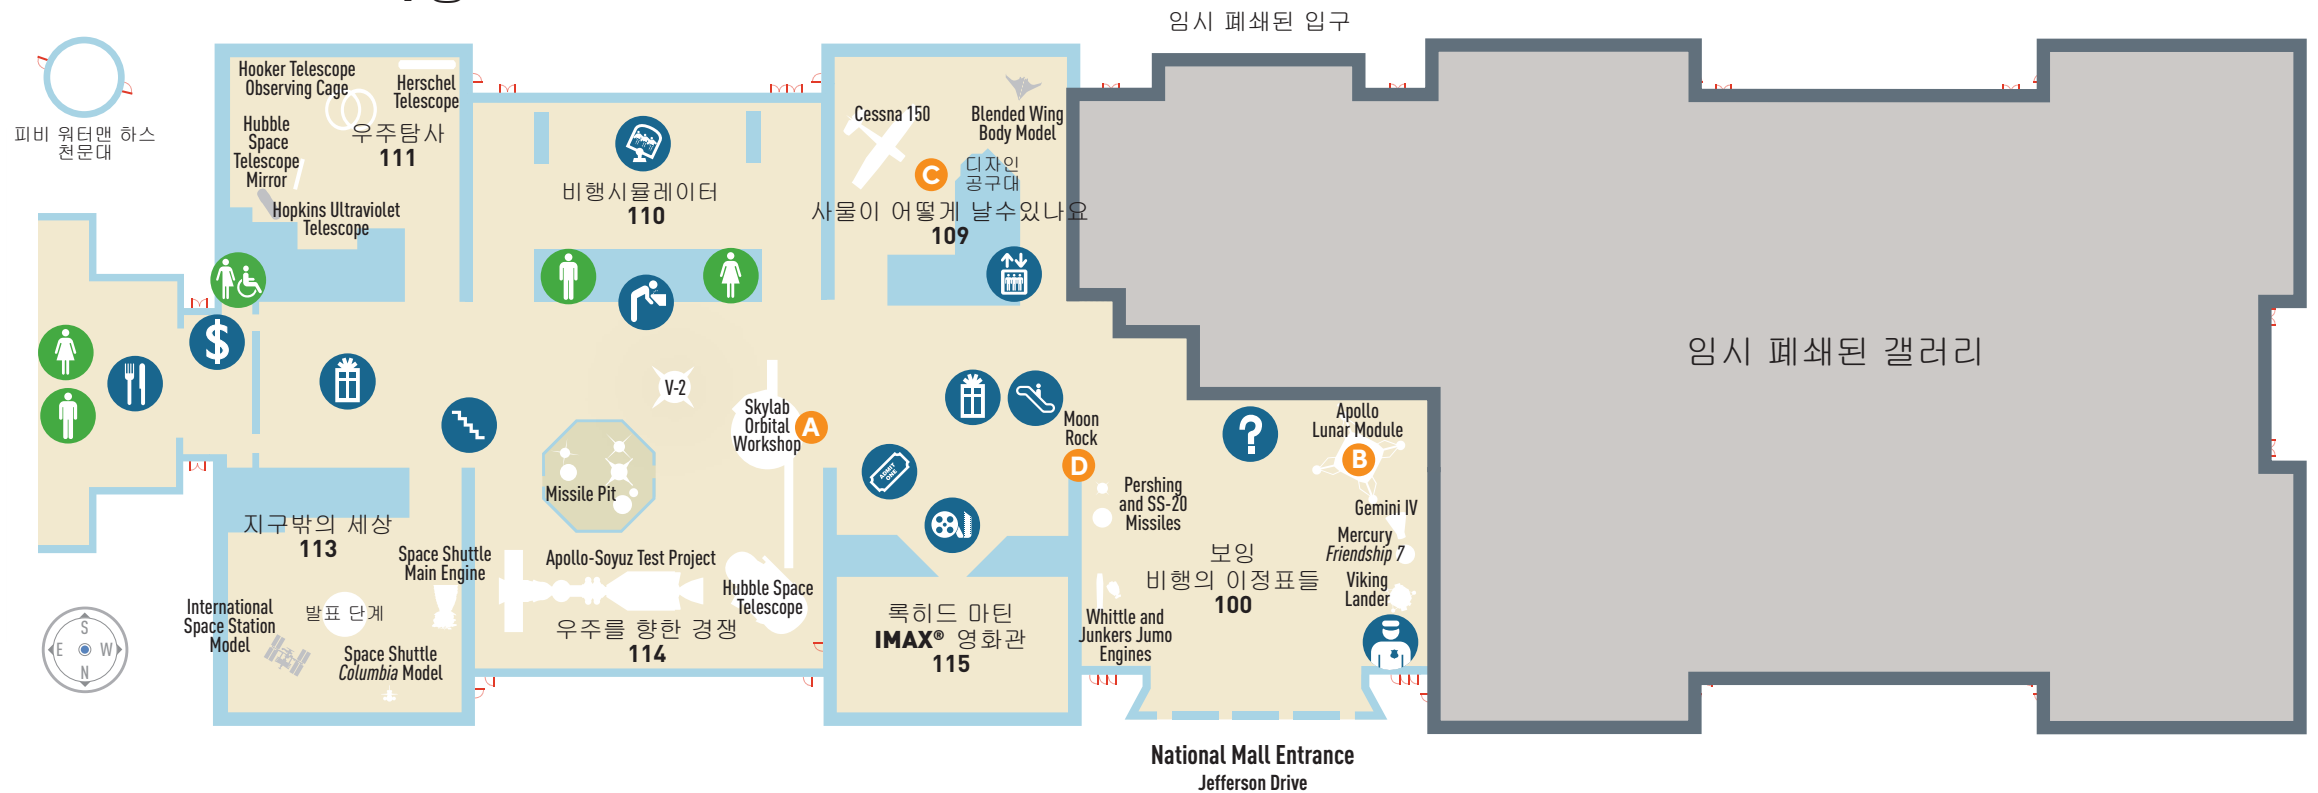 임시 폐쇄된 입구
피비 워터맨 하스
천문대
Hooker Telescope
Observing Cage
Herschel
Telescope
Hubble
Space
Telescope
Mirror
우주탐사
111
Hopkins Ultraviolet
Telescope
비행시뮬레이터
110
Cessna 150
Blended Wing
Body Model
C
디자인
공구대
사물이 어떻게 날수있나요
109
임시 폐쇄된 갤러리
$
V-2
Skylab
Orbital
Workshop
A
Missile Pit
ADMIT
ONE
Moon
Rock
D
?
Apollo
Lunar Module
B
Pershing
and SS-20
Missiles
Gemini IV
Mercury
Friendship 7
Viking
Lander
보잉
비행의 이정표들
100
Whittle and
Junkers Jumo
Engines
지구밖의 세상
113
Space Shuttle
Main Engine
International
Space Station
Model
발표 단계
Space Shuttle
Columbia Model
Apollo-Soyuz Test Project
Hubble Space
Telescope
우주를 향한 경쟁
114
록히드 마틴
IMAX® 영화관
115
S
E W
N
National Mall Entrance
Jefferson Drive